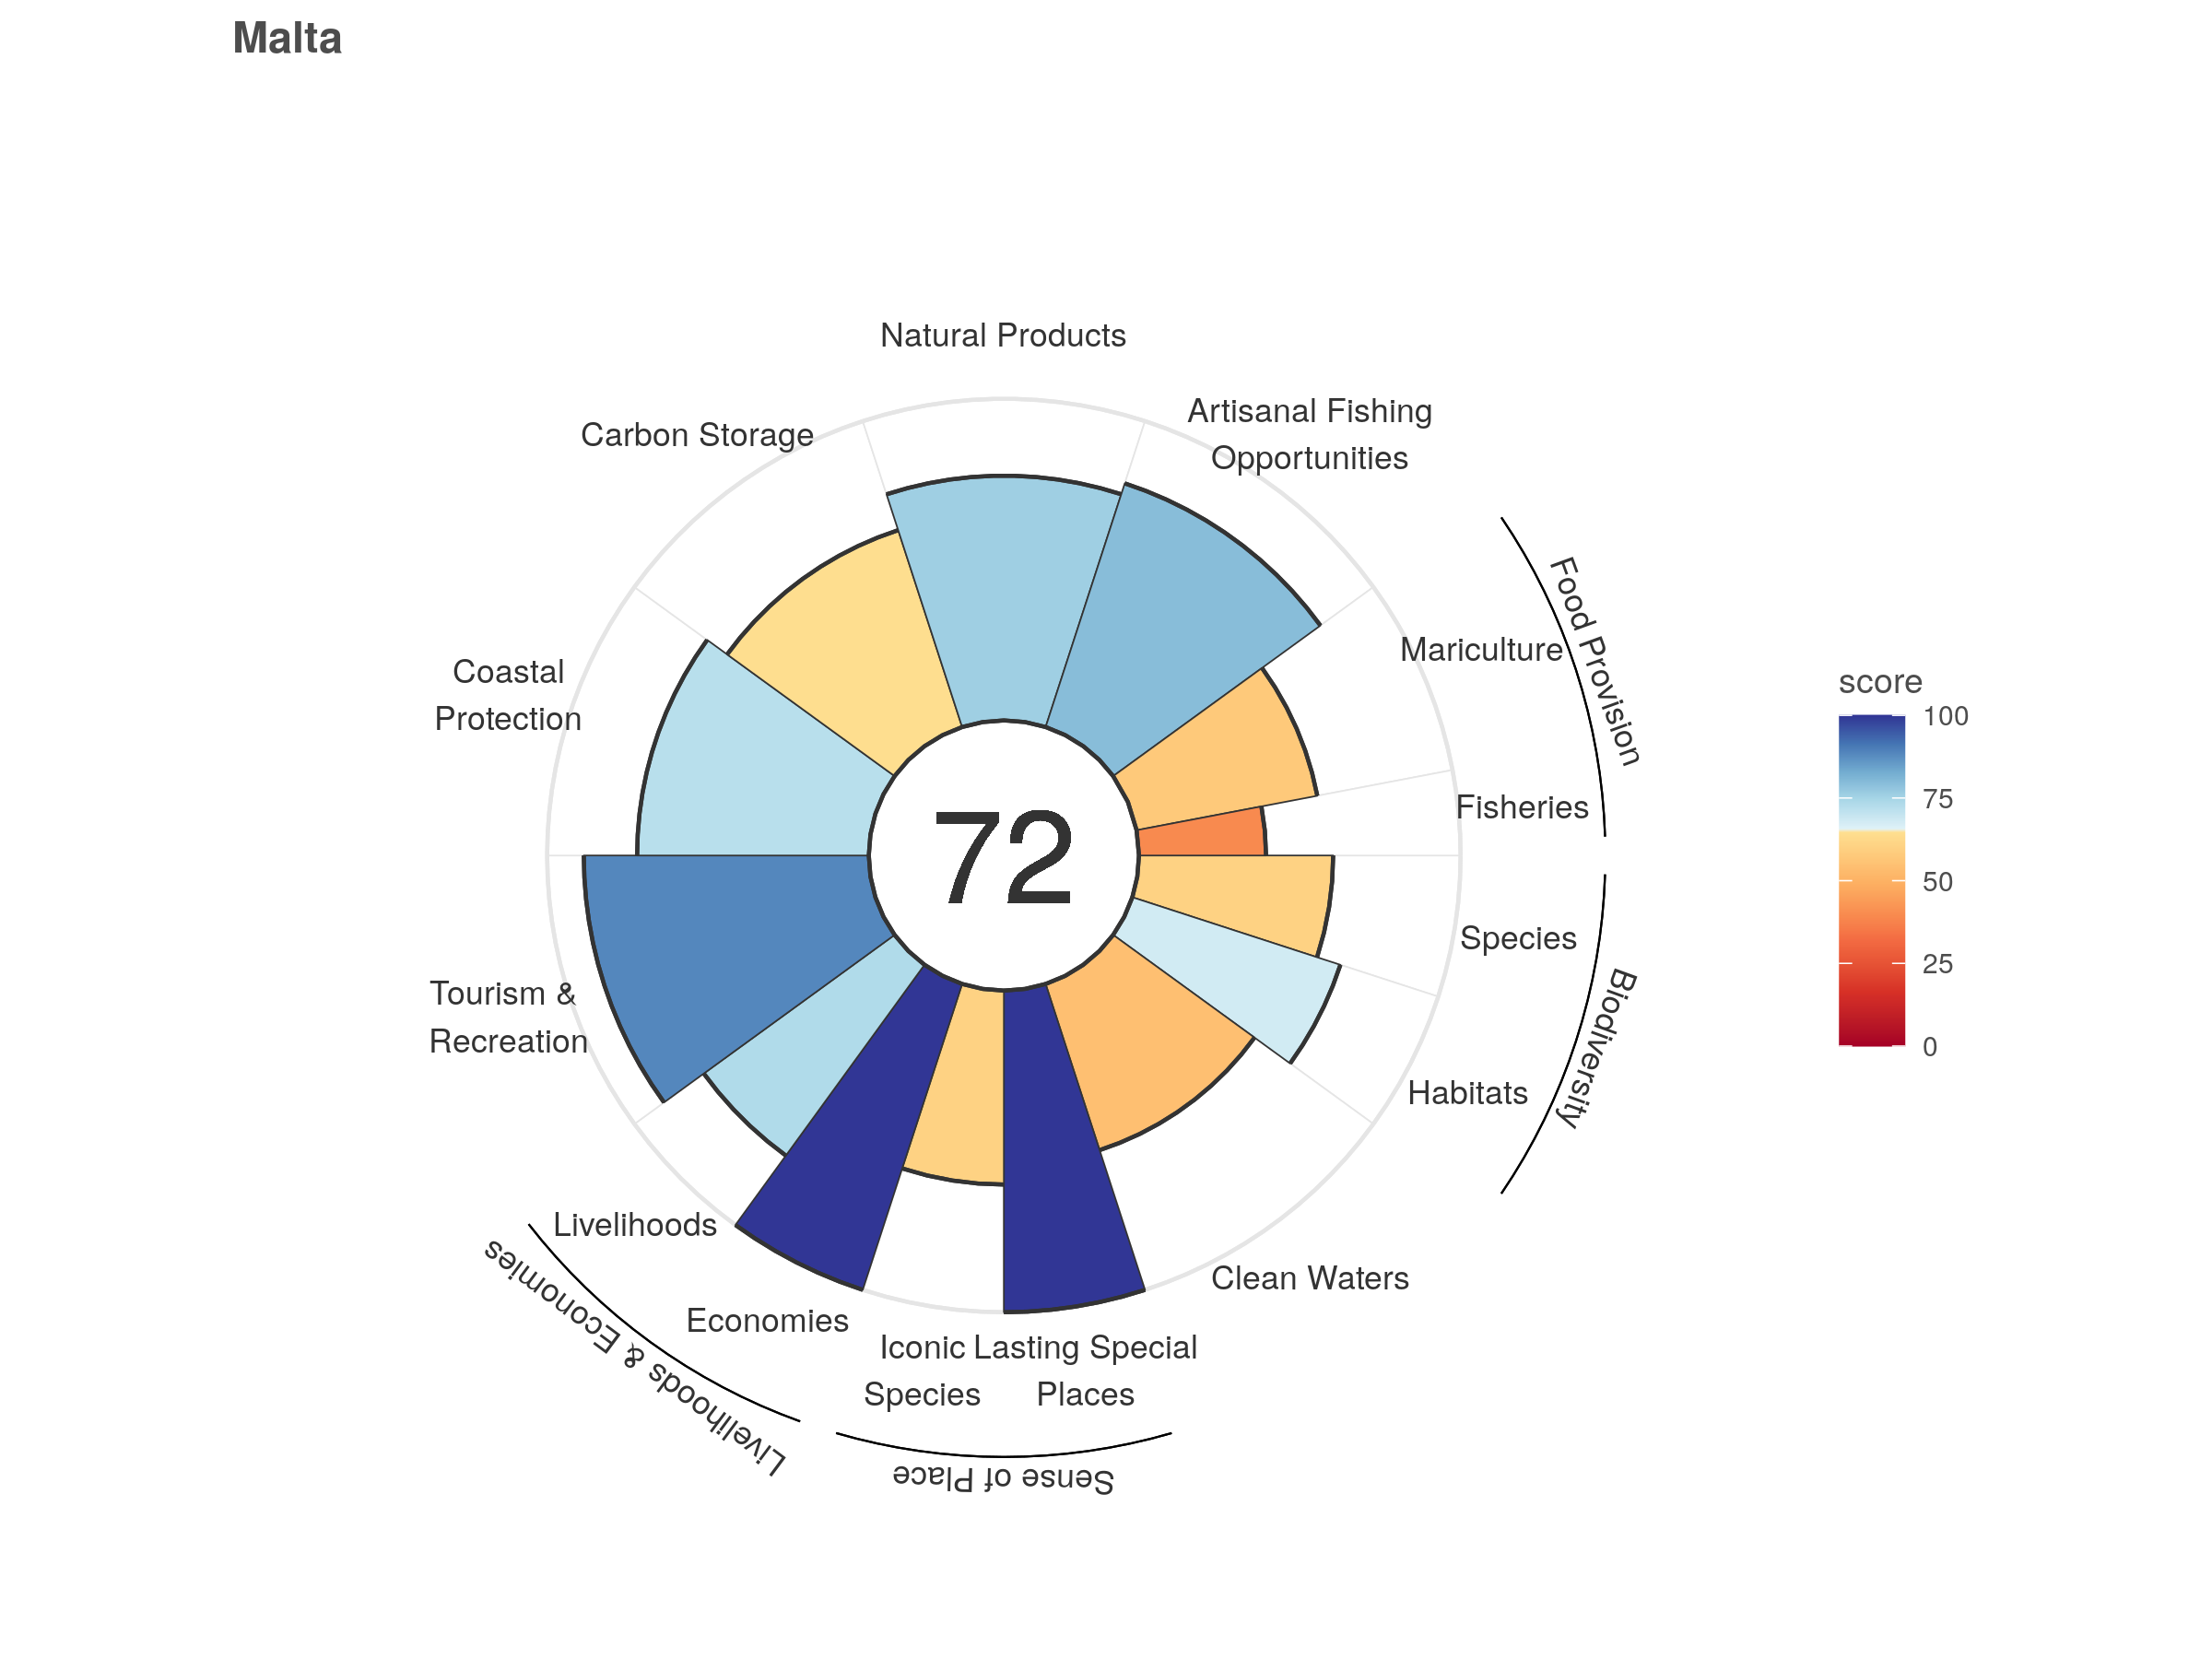 Malta
Natural Products
Artisanal Fishing
Opportunities
Carbon Storage
Food Provision
Mariculture
Coastal
Protection
Fisheries
72
Species
Biodiversity
Tourism &
Recreation
Habitats
Livelihoods
Clean Waters
Economies
Livelihoods & Economies
Iconic
Species
Lasting Special
Places
Sense of Place
score
100
75
50
25
0